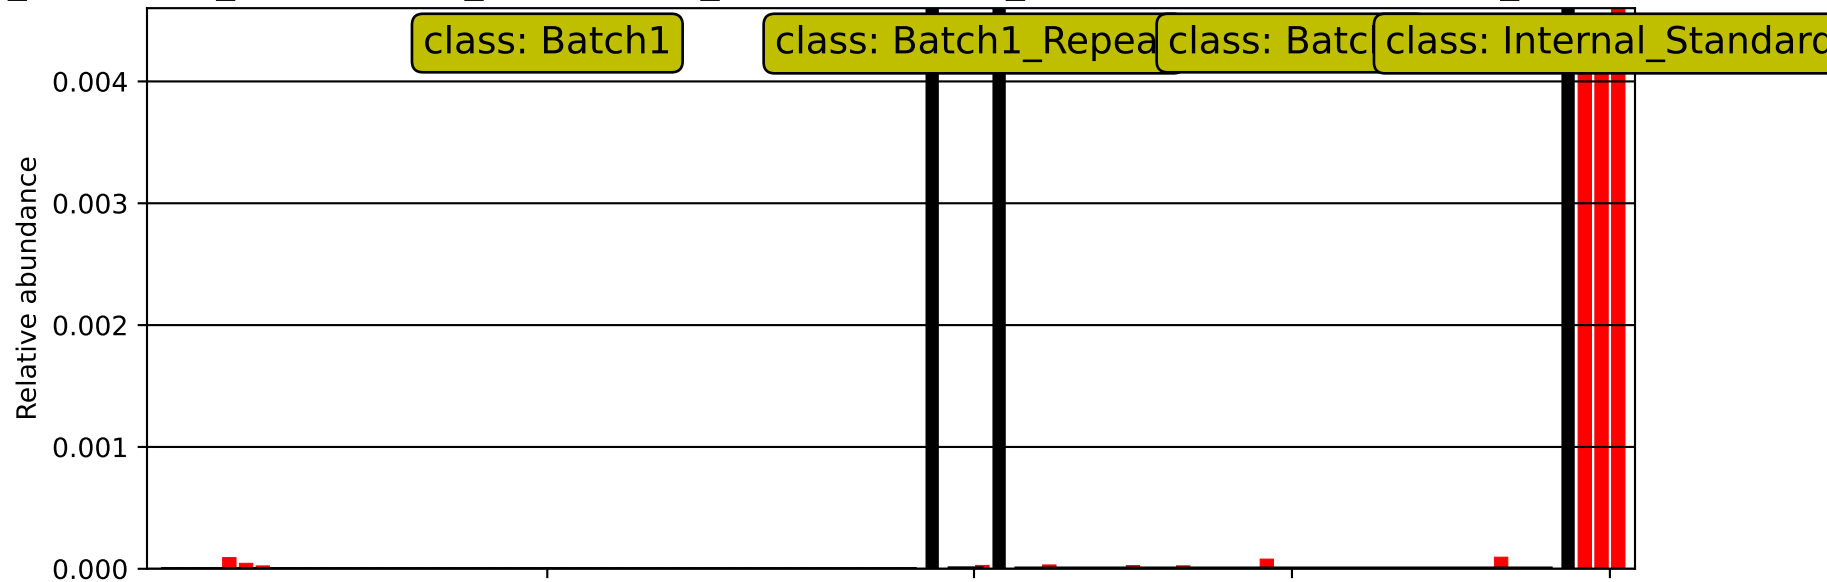 class: Batch1
class: Batch1_Repea
class: Batc
class: Internal_Standard
0.004
0.003
0.002
0.001
0.000
Relative abundance